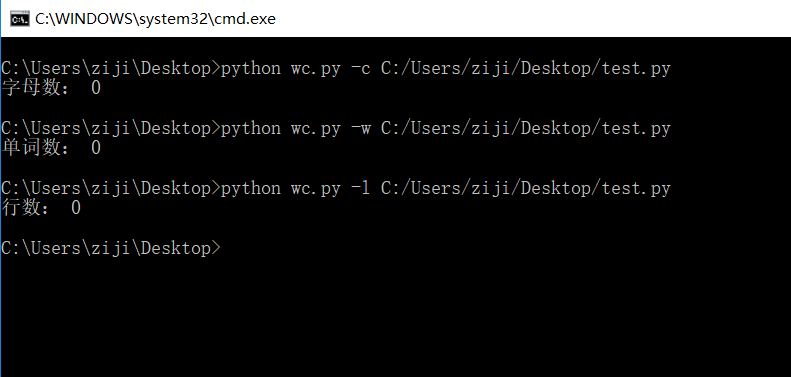 C:\WINDOWS\system32\cmd.exe
C:\Users\ziji\Desktop>python wc.py -c C:/Users/ziji/Desktop/test.py
字母数： 0
C:\Users\ziji\Desktop>python wc.py -w C:/Users/ziji/Desktop/test.py
单词数： 0
C:\Users\ziji\Desktop>python wc.py -l C:/Users/ziji/Desktop/test.py
行数： 0
C:\Users\ziji\Desktop>